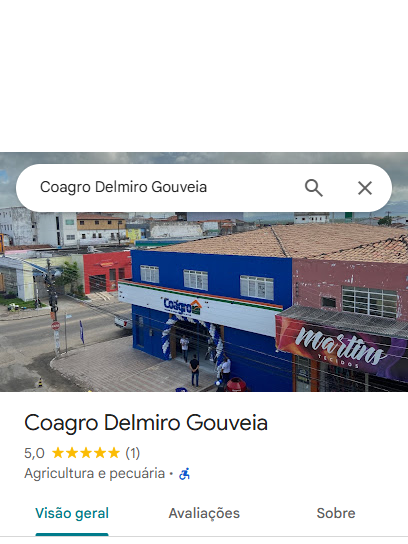 Coagro Delmiro Gouveia
Coagro
Martins
TECIDOS
Coagro Delmiro Gouveia
5,0 (1)
Agricultura e pecuária ·
Visão geral
Avaliações
Sobre